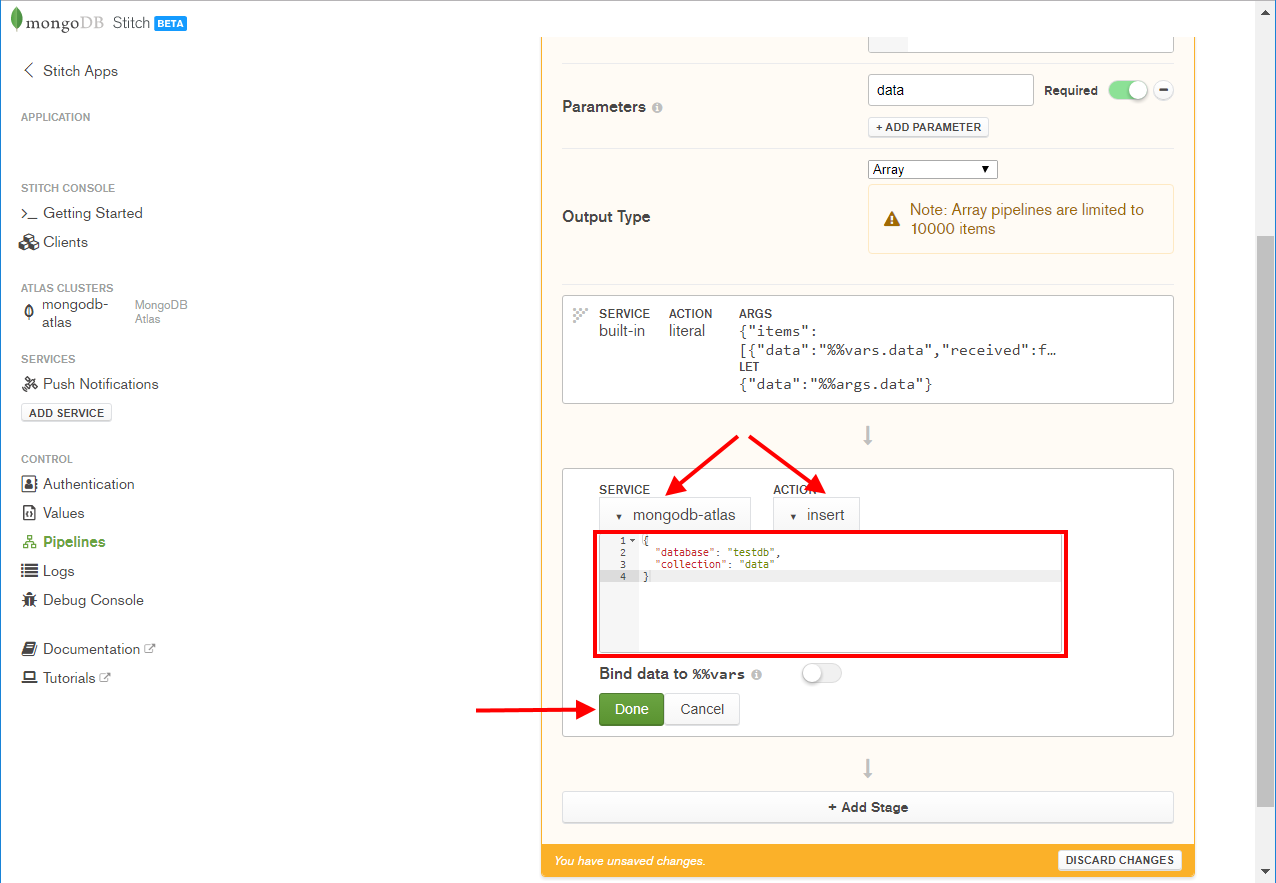 mongoDB Stitch BETA
Stitch Apps
APPLICATION
STITCH CONSOLE
>_ Getting Started
Clients
ATLAS CLUSTERS
mongodb-
atlas
MongoDB
Atlas
SERVICES
Push Notifications
ADD SERVICE
CONTROL
Authentication
Values
Pipelines
Logs
Debug Console
Documentation
Tutorials
Parameters
data
Required
+ ADD PARAMETER
Output Type
Array
Note: Array pipelines are limited to
10000 items
SERVICE ACTION ARGS
built-in literal {"items":
[{"data":"%%vars.data","received":f…
LET
{"data":"%%args.data"}
SERVICE ACTION
mongodb-atlas insert
1 {
2 "database": "testdb",
3 "collection": "data"
4 }
Bind data to %%vars
Done Cancel
+ Add Stage
You have unsaved changes.
DISCARD CHANGES